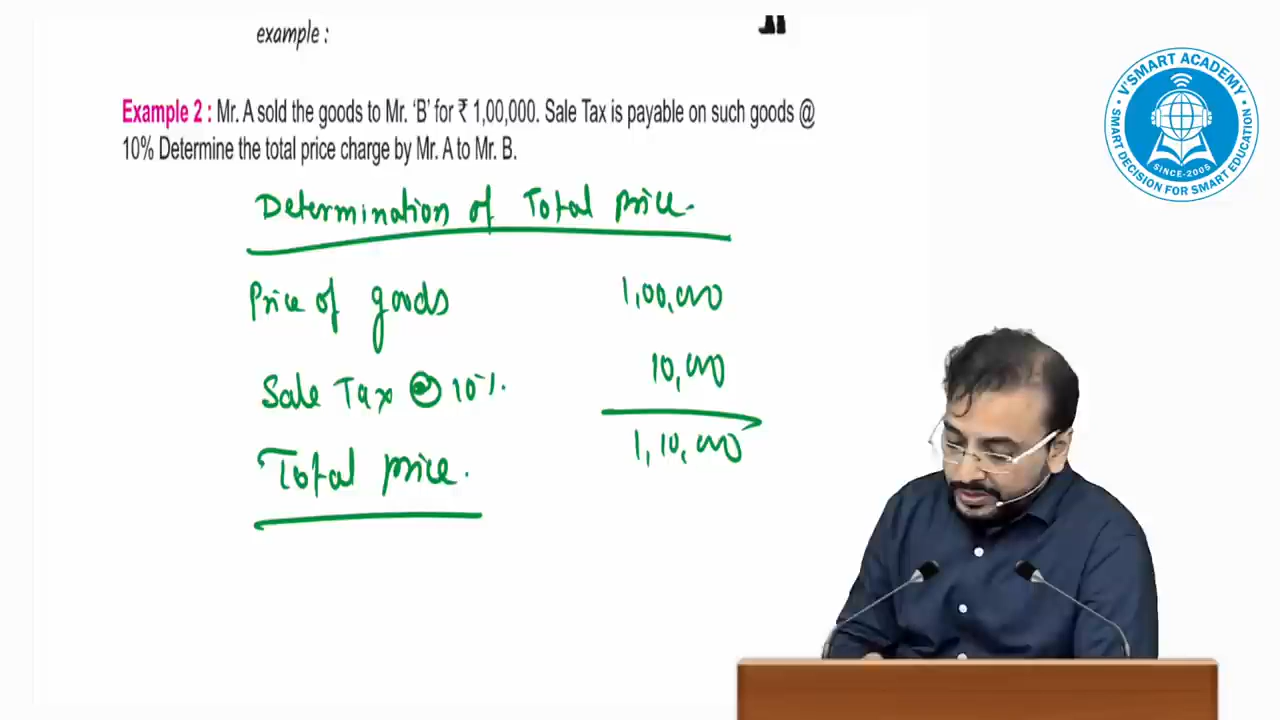 example :
Example 2 : Mr. A sold the goods to Mr. 'B' for ₹ 1,00,000. Sale Tax is payable on such goods @
10% Determine the total price charge by Mr. A to Mr. B.
Determination of Total price.
Price of goods 1,00,000
Sale Tax @ 10%. 10,000
Total price. 1,10,000
V'SMART ACADEMY
SINCE-2005
SMART DECISION FOR SMART EDUCATION